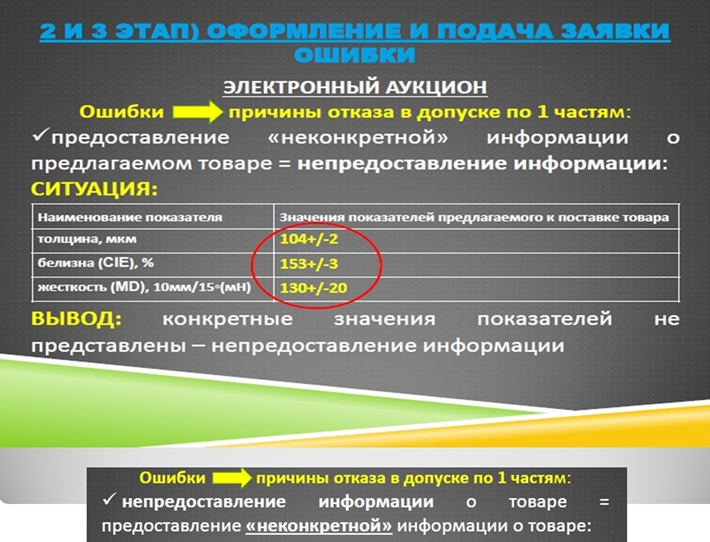 2 И 3 ЭТАП) ОФОРМЛЕНИЕ И ПОДАЧА ЗАЯВКИ
ОШИБКИ
ЭЛЕКТРОННЫЙ АУКЦИОН
Ошибки причины отказа в допуске по 1 частям:
✓предоставление «неконкретной» информации о
предлагаемом товаре = непредоставление информации:
СИТУАЦИЯ:
Наименование показателя Значения показателей предлагаемого к поставке товара
толщина, мкм 104+/-2
белизна (CIE), % 153+/-3
жесткость (MD), 10мм/15°(мН) 130+/-20
ВЫВОД: конкретные значения показателей не
представлены – непредоставление информации
Ошибки причины отказа в допуске по 1 частям:
✓ непредоставление информации о товаре =
предоставление «неконкретной» информации о товаре: